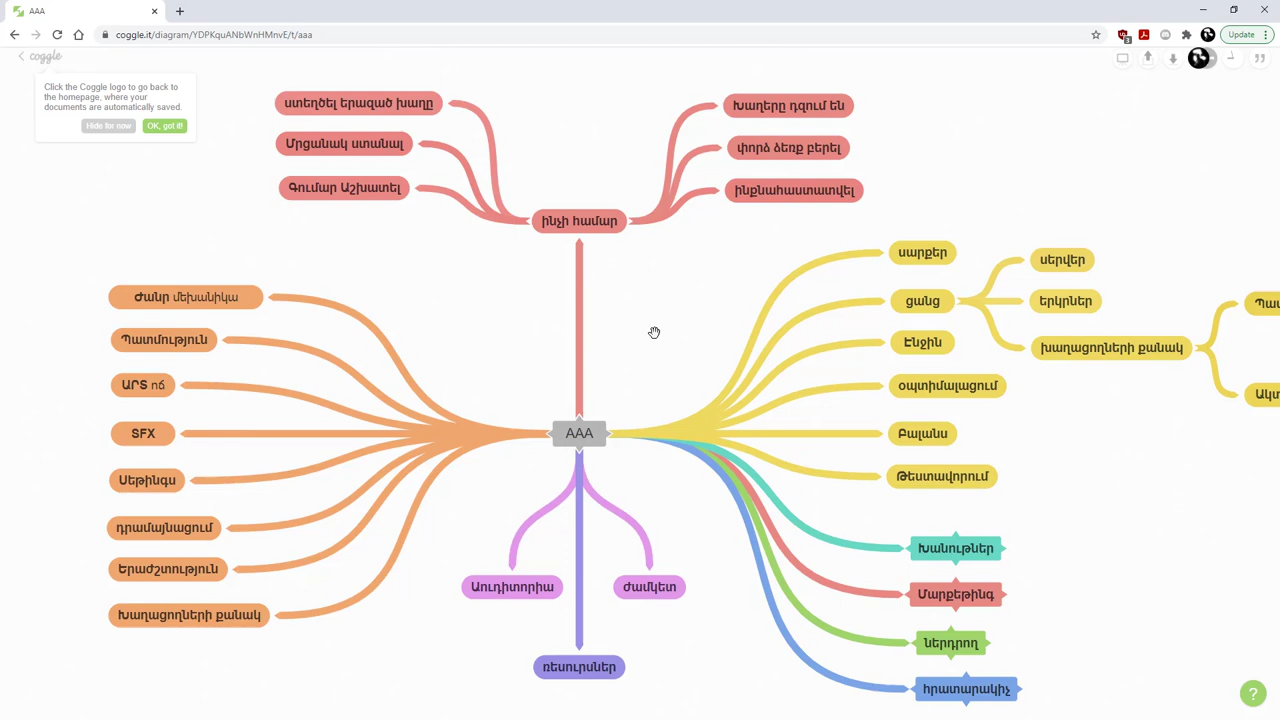 AAA
coggle.it/diagram/YDPKquANbWnHMnvE/t/aaa
Update
coggle
Click the Coggle logo to go back to
the homepage, where your
documents are automatically saved.
Hide for now
OK, got it!
ստեղծել երազած խաղը
Մրցանակ ստանալ
Գումար Աշխատել
Խաղերը դզում են
փորձ ձեռք բերել
ինքնահաստատվել
ինչի համար
Ժանր մեխանիկա
Պատմություն
ԱՐՏ ոճ
SFX
Սեթինգս
դրամայնացում
Երաժշտություն
Խաղացողների քանակ
AAA
Աուդիտորիա
ժամկետ
ռեսուրսներ
սարքեր
ցանց
Էնջին
օպտիմալացում
Բալանս
Թեստավորում
սերվեր
երկրներ
խաղացողների քանակ
Պաս
Ակտ
Խանութներ
Մարքեթինգ
ներդրող
հրատարակիչ
?